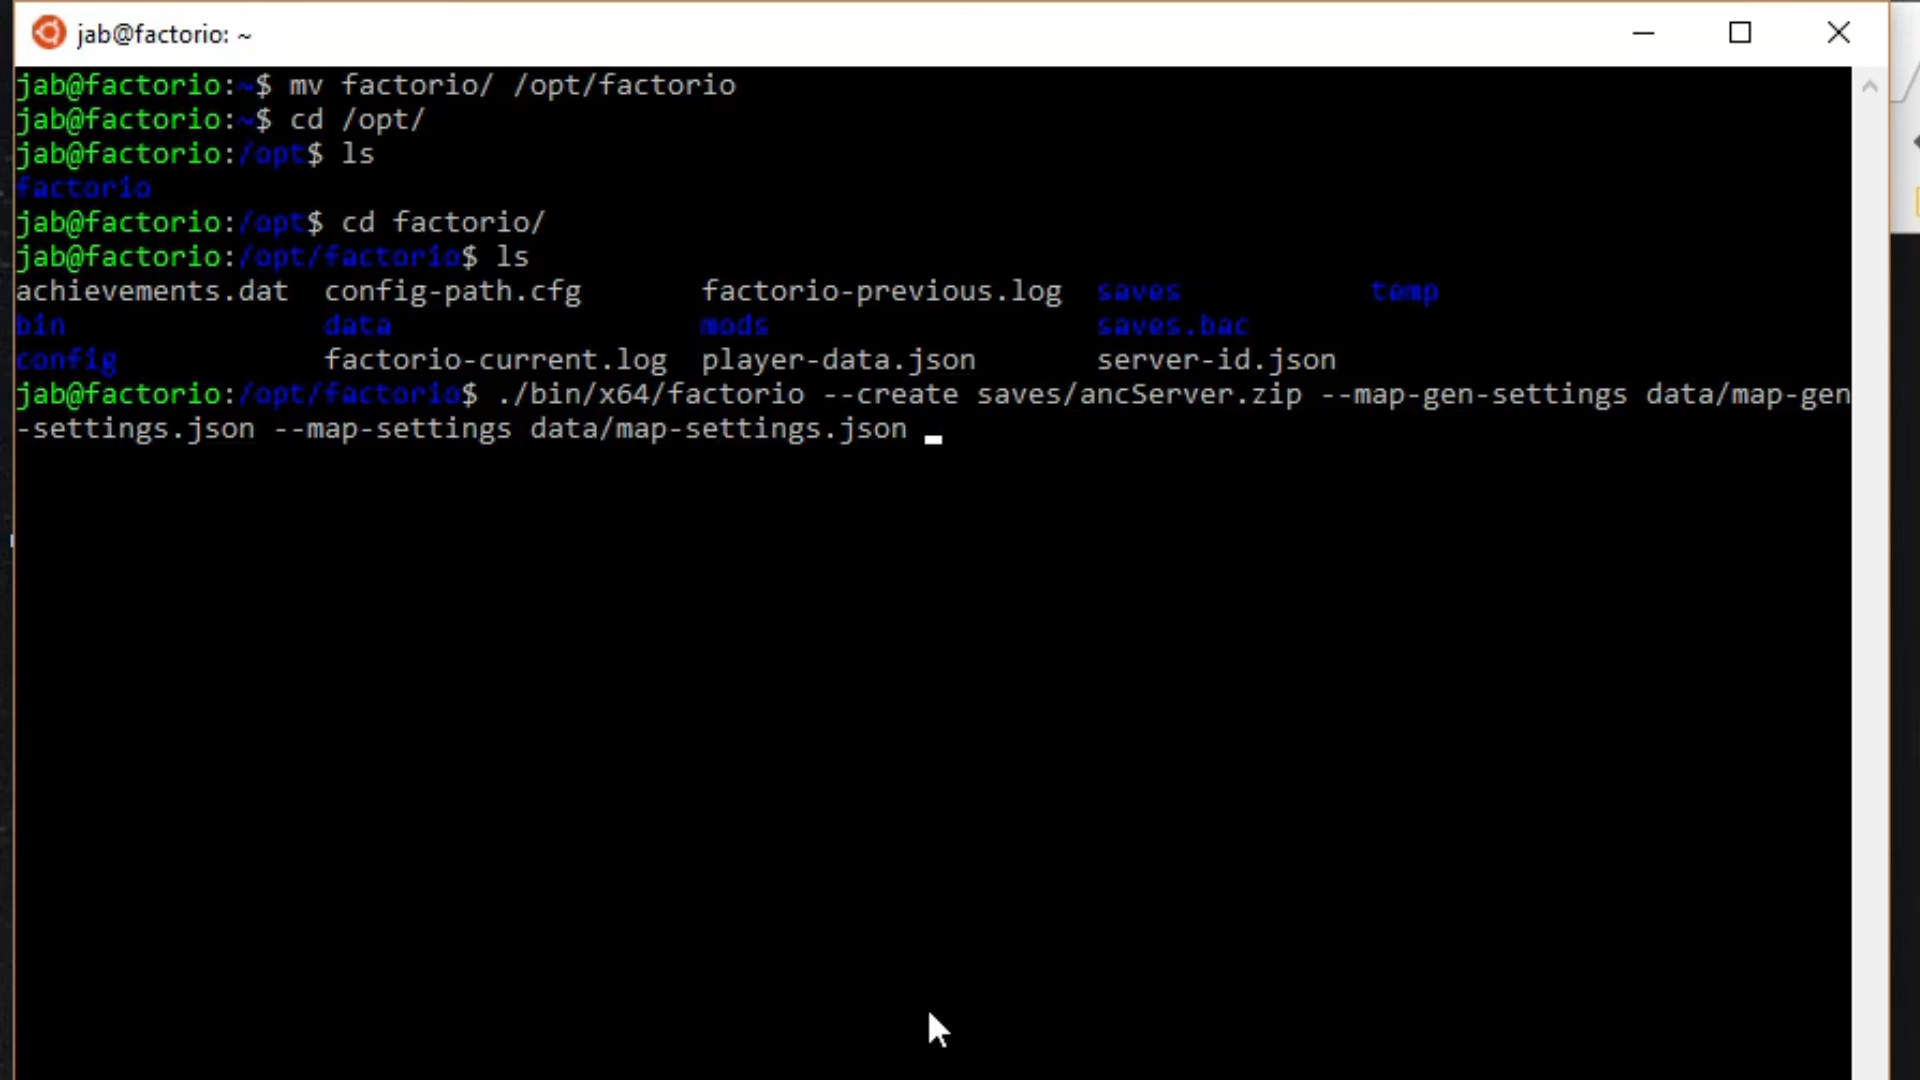 jab@factorio: ~
jab@factorio:~$ mv factorio/ /opt/factorio
jab@factorio:~$ cd /opt/
jab@factorio:/opt$ ls
factorio
jab@factorio:/opt$ cd factorio/
jab@factorio:/opt/factorio$ ls
achievements.dat config-path.cfg factorio-previous.log saves temp
bin data mods saves.bac
config factorio-current.log player-data.json server-id.json
jab@factorio:/opt/factorio$ ./bin/x64/factorio --create saves/ancServer.zip --map-gen-settings data/map-gen
-settings.json --map-settings data/map-settings.json